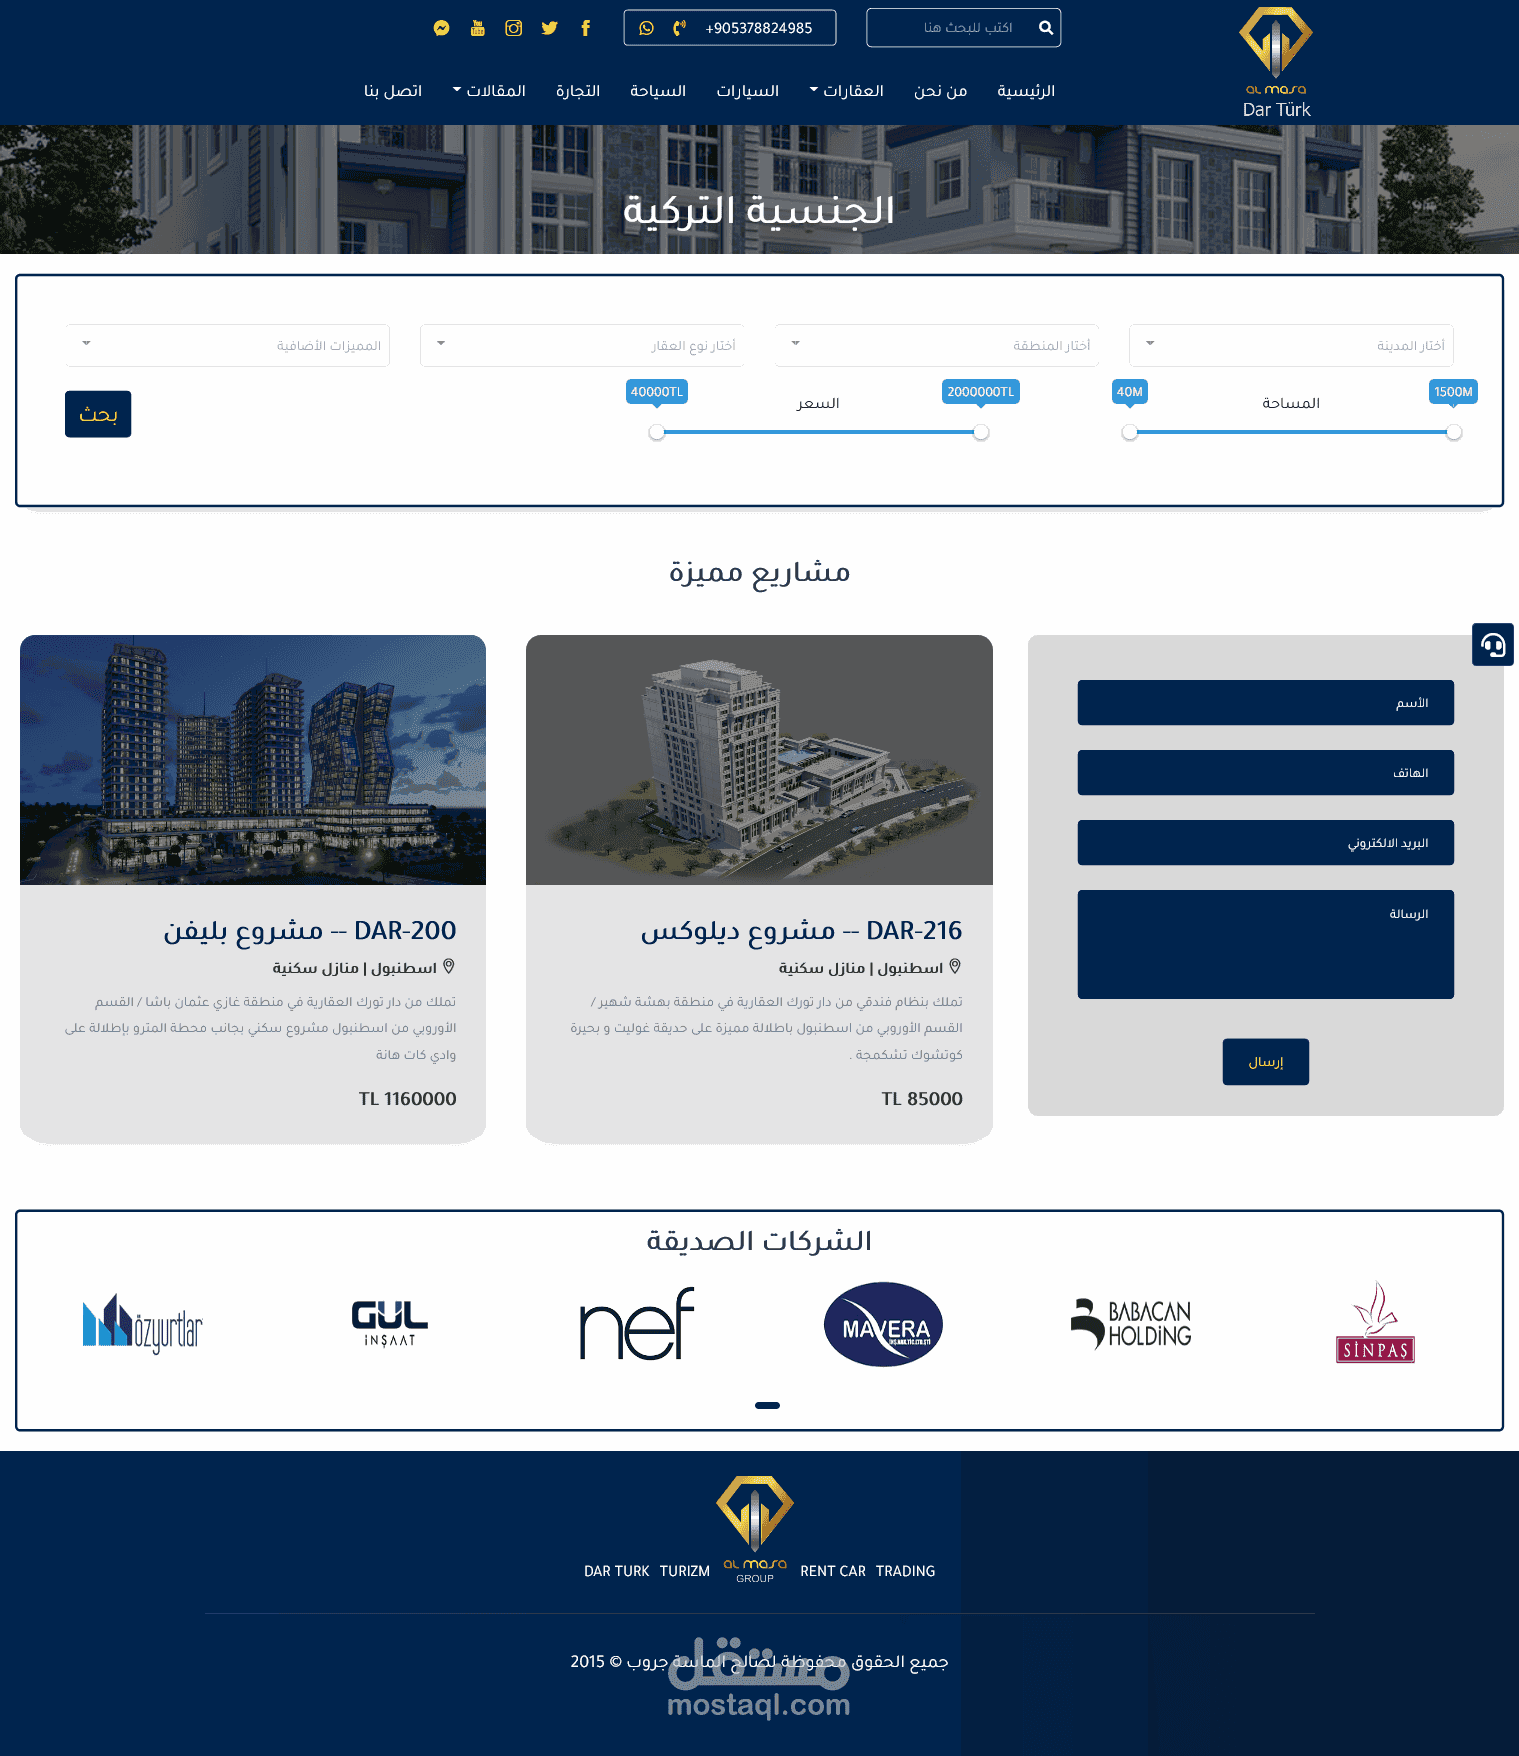 AL MASA
Dar Türk
اكتب للبحث هنا
+905378824985
الرئيسية
من نحن
العقارات
السيارات
السياحة
التجارة
المقالات
اتصل بنا
الجنسية التركية
أختار المدينة
أختار المنطقة
أختار نوع العقار
المميزات الأضافية
1500M
المساحة
40M
2000000TL
السعر
40000TL
بحث
مشاريع مميزة
الأسم
الهاتف
البريد الالكتروني
الرسالة
إرسال
DAR-216 -- مشروع ديلوكس
اسطنبول | منازل سكنية
تملك بنظام فندقي من دار تورك العقارية في منطقة بهشة شهير /
القسم الأوروبي من اسطنبول باطلالة مميزة على حديقة غوليت و بحيرة
كوتشوك تشكمجة .
85000 TL
DAR-200 -- مشروع بليفن
اسطنبول | منازل سكنية
تملك من دار تورك العقارية في منطقة غازي عثمان باشا / القسم
الأوروبي من اسطنبول مشروع سكني بجانب محطة المترو بإطلالة على
وادي كات هانة
1160000 TL
الشركات الصديقة
SİNPAŞ
BABACAN
HOLDING
MAVERA
nef
GUL
İNŞAAT
özyurtlar
DAR TURK TURIZM
AL MASA
GROUP
RENT CAR TRADING
جميع الحقوق محفوظة لصالح الماسة جروب © 2015
مستقل
mostaql.com